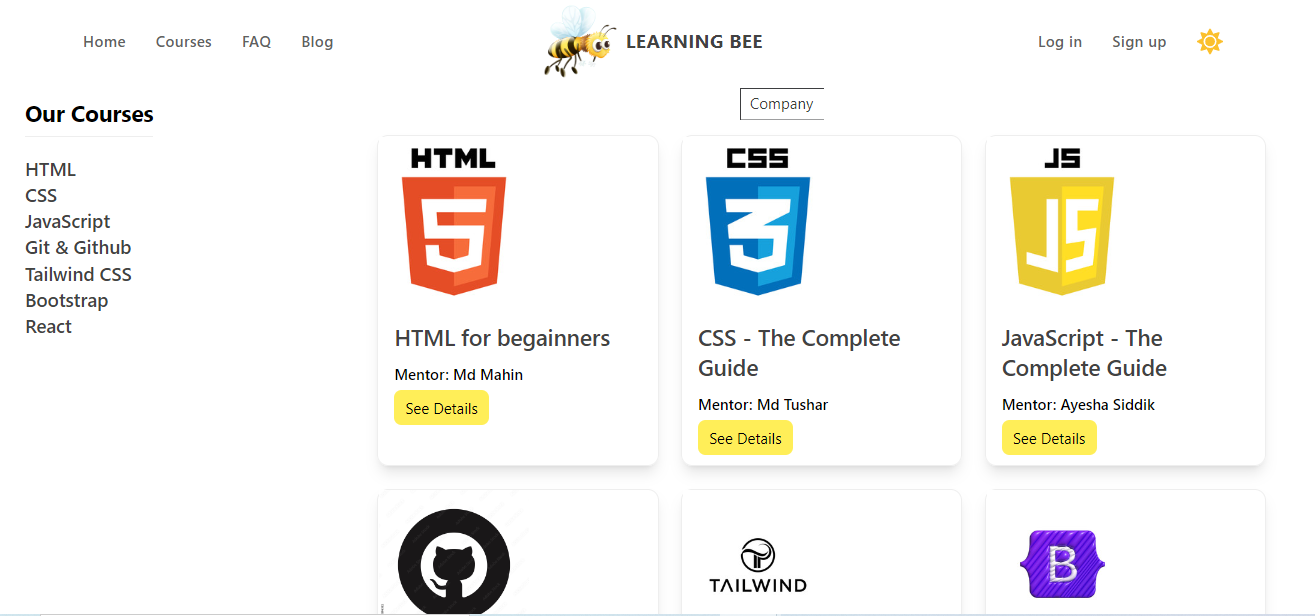 Home Courses FAQ Blog
LEARNING BEE
Log in Sign up
Our Courses
Company
HTML
CSS
JavaScript
Git & Github
Tailwind CSS
Bootstrap
React
HTML
5
HTML for begainners
Mentor: Md Mahin
See Details
CSS
3
CSS - The Complete
Guide
Mentor: Md Tushar
See Details
JS
JS
JavaScript - The
Complete Guide
Mentor: Ayesha Siddik
See Details
TAILWIND
B